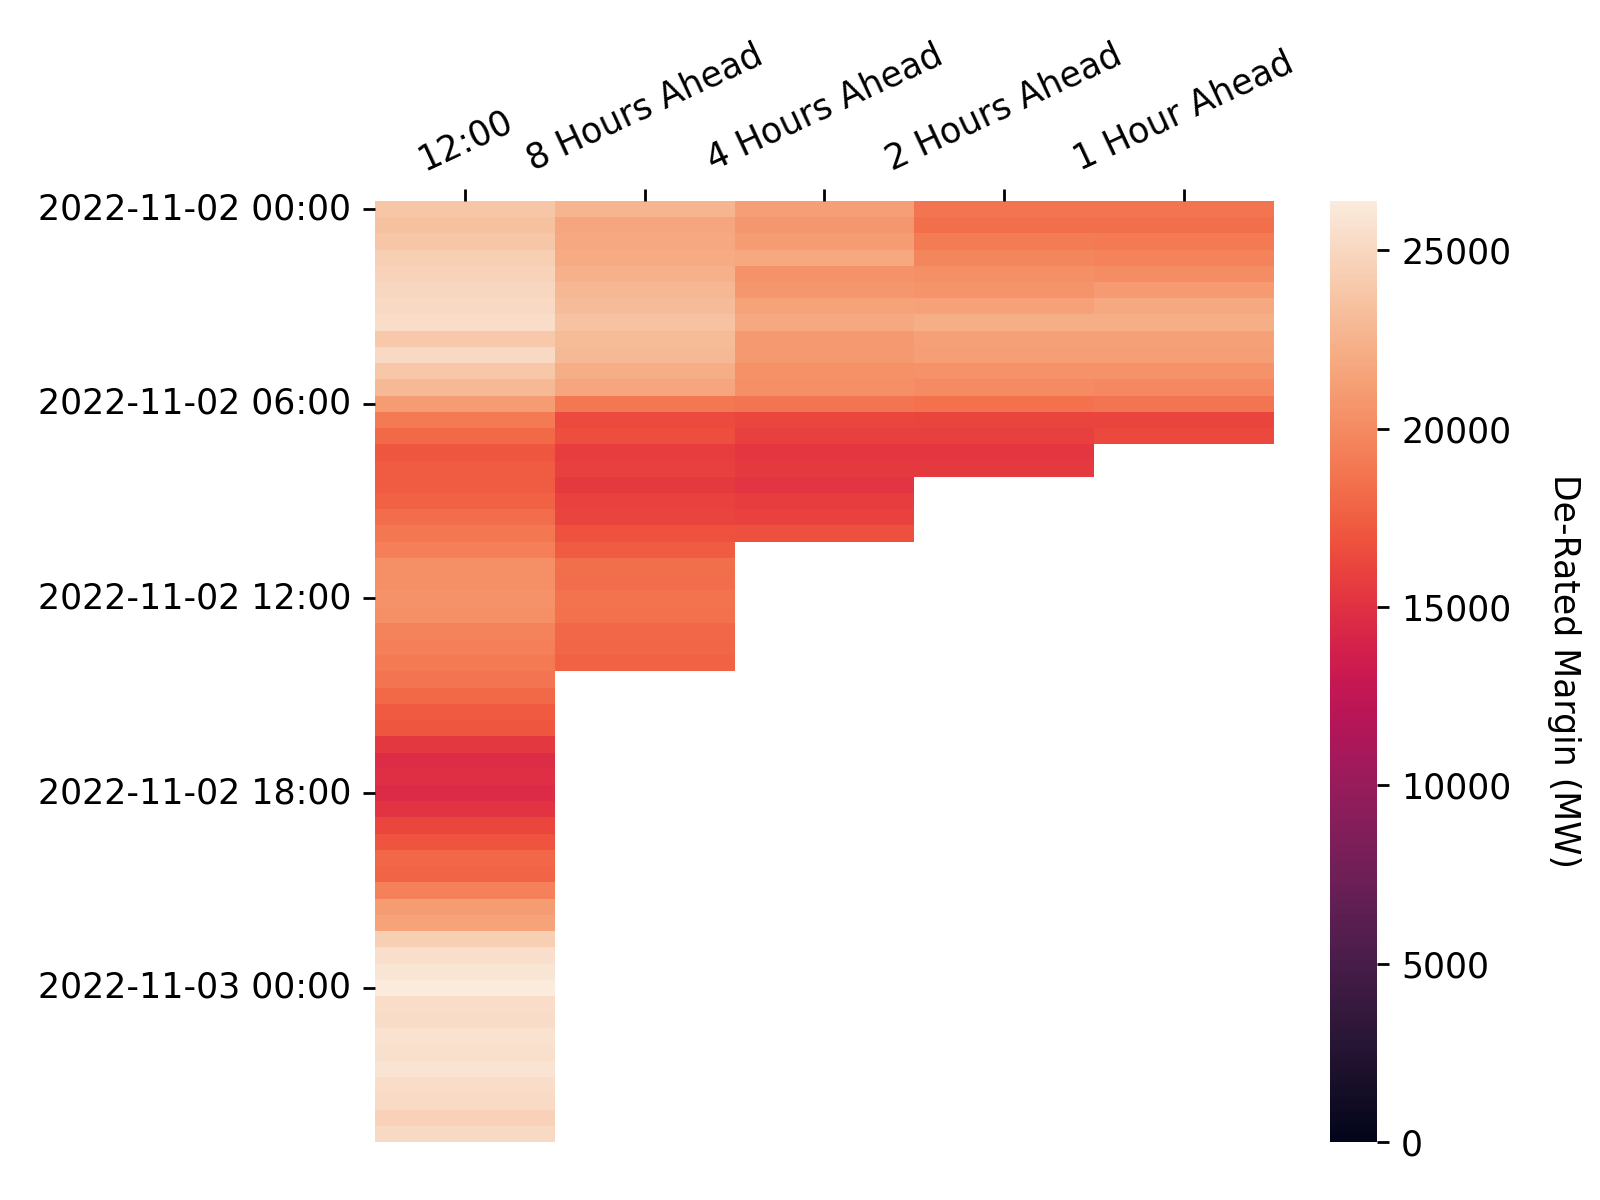 12:00
8 Hours Ahead
4 Hours Ahead
2 Hours Ahead
1 Hour Ahead
2022-11-02 00:00
2022-11-02 06:00
2022-11-02 12:00
2022-11-02 18:00
2022-11-03 00:00
25000
20000
15000
10000
5000
0
De-Rated Margin (MW)